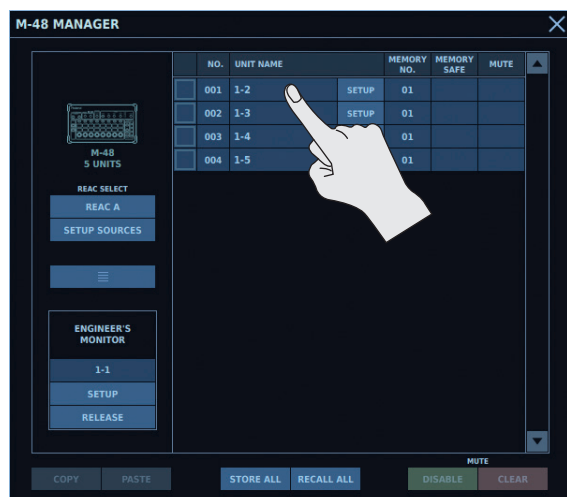 M-48 MANAGER
NO. UNIT NAME MEMORY NO. MEMORY SAFE MUTE
001 1-2 SETUP 01
002 1-3 SETUP 01
003 1-4 01
004 1-5 01
M-48
5 UNITS
REAC SELECT
REAC A
SETUP SOURCES
ENGINEER'S
MONITOR
1-1
SETUP
RELEASE
MUTE
COPY PASTE STORE ALL RECALL ALL DISABLE CLEAR